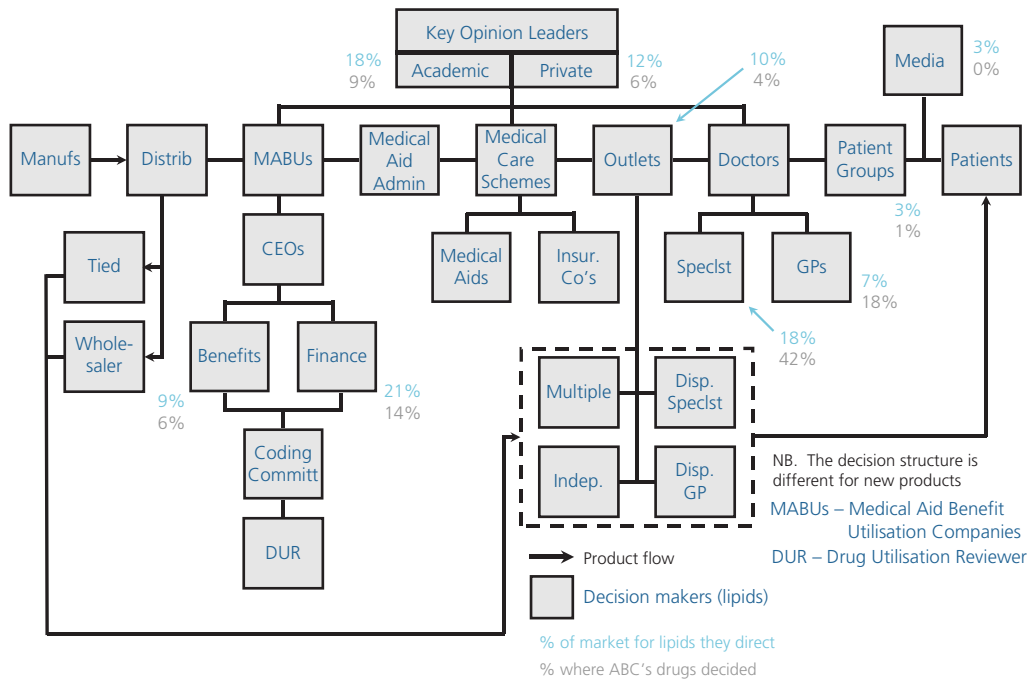 Key Opinion Leaders
18%
9%
Academic
Private
12%
6%
10%
4%
Media
3%
0%
Manufs
Distrib
MABUs
Medical
Aid
Admin
Medical
Care
Schemes
Outlets
Doctors
Patient
Groups
Patients
3%
1%
Tied
CEOs
Medical
Aids
Insur.
Co's
Speclst
GPs
7%
18%
Whole-
saler
Benefits
Finance
18%
42%
9%
6%
21%
14%
Multiple
Disp.
Speclst
Coding
Committ
Indep.
Disp.
GP
DUR
NB. The decision structure is
different for new products
MABUs – Medical Aid Benefit
Utilisation Companies
DUR – Drug Utilisation Reviewer
Product flow
Decision makers (lipids)
% of market for lipids they direct
% where ABC's drugs decided